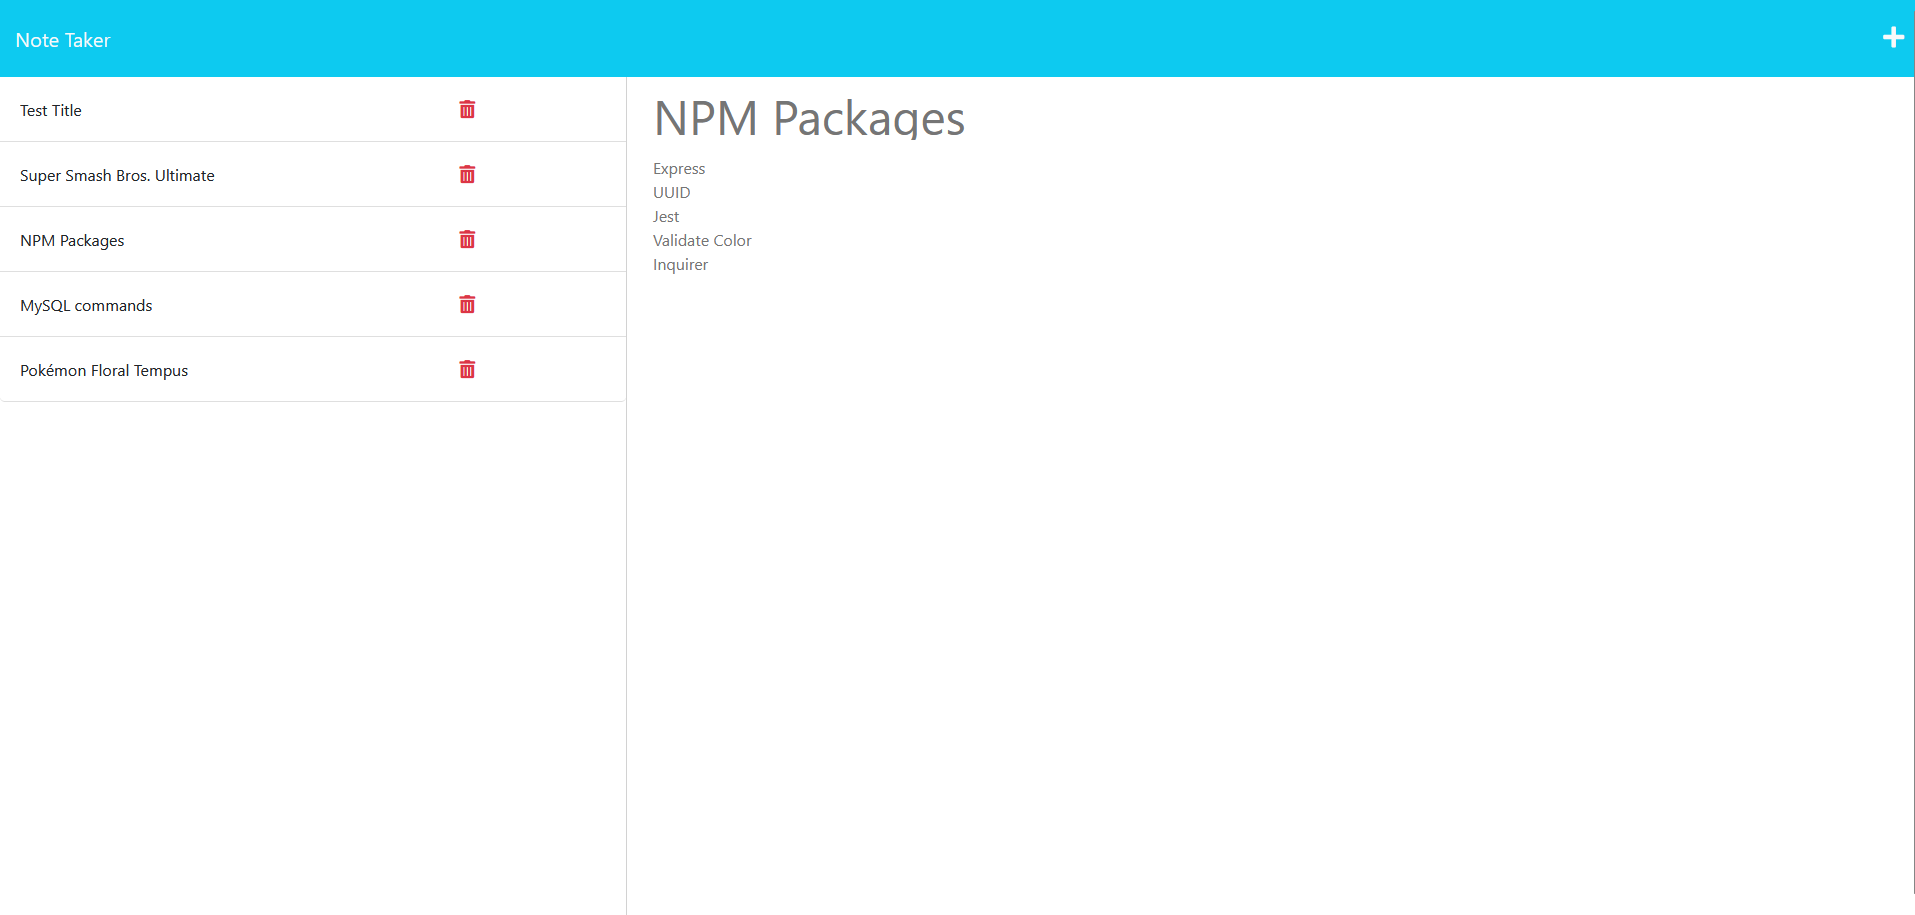 Note Taker
Test Title
Super Smash Bros. Ultimate
NPM Packages
MySQL commands
Pokémon Floral Tempus
NPM Packages
Express
UUID
Jest
Validate Color
Inquirer